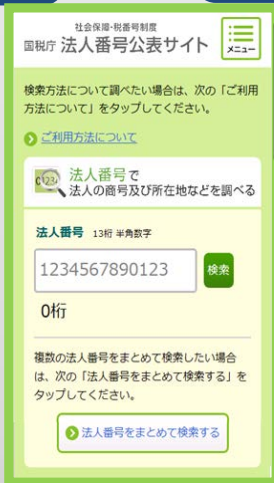 社会保障・税番号制度
国税庁 法人番号公表サイト
メニュー
検索方法について調べたい場合は、次の「ご利用
方法について」をタップしてください。
ご利用方法について
法人番号で
法人の商号及び所在地などを調べる
法人番号 13桁 半角数字
1234567890123 検索
0桁
複数の法人番号をまとめて検索したい場合
は、次の「法人番号をまとめて検索する」を
タップしてください。
法人番号をまとめて検索する